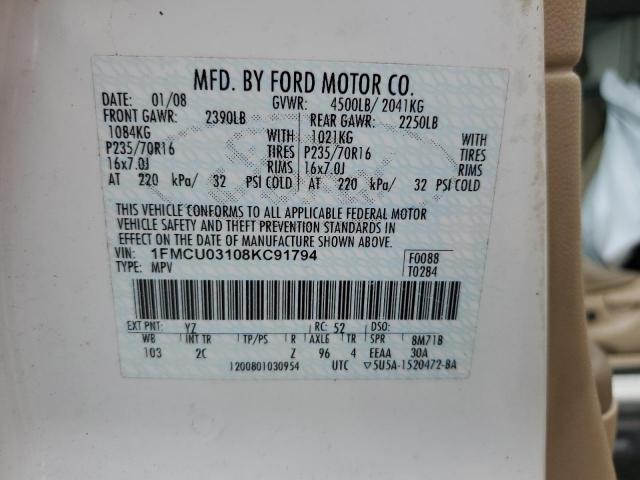 MFD. BY FORD MOTOR CO.
DATE: 01/08 GVWR: 4500LB/ 2041KG
FRONT GAWR: 2390LB REAR GAWR: 2250LB
1084KG WITH 1021KG WITH
P235/70R16 TIRES P235/70R16 TIRES
16x7.0J RIMS 16x7.0J RIMS
AT 220 kPa/ 32 PSI COLD AT 220 kPa/ 32 PSI COLD
THIS VEHICLE CONFORMS TO ALL APPLICABLE FEDERAL MOTOR
VEHICLE SAFETY AND THEFT PREVENTION STANDARDS IN
EFFECT ON THE DATE OF MANUFACTURE SHOWN ABOVE.
VIN: 1FMCU03108KC91794 F0088
TYPE: MPV T0284
EXT PNT: YZ RC: 52 DSO:
WB INT TR TP/PS R AXLE TR SPR 8M71B
103 2C Z 96 4 EEAA 30A
1200801030954 UTC ▽5U5A-1520472-BA